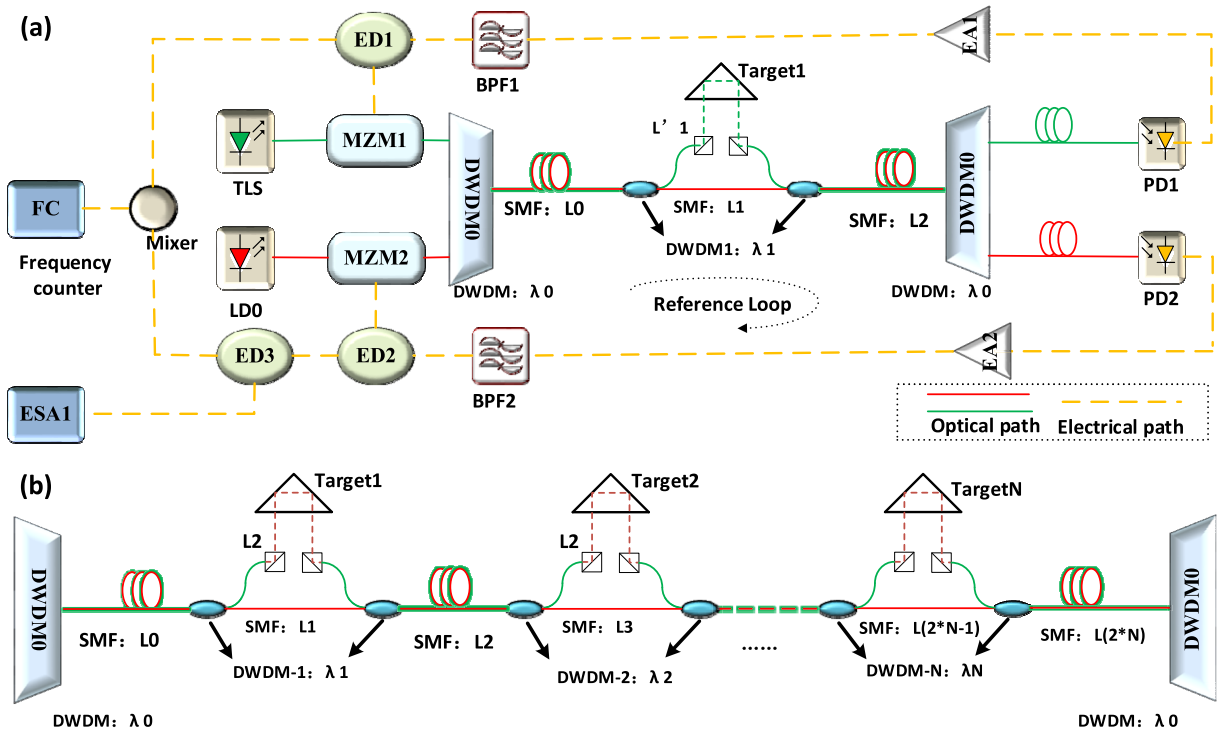 (a)
ED1
BPF1
EA1
Target1
L’ 1
TLS
MZM1
DWDM0
SMF: L0
SMF: L1
SMF: L2
DWDM0
PD1
FC
Mixer
Frequency
counter
DWDM1: λ 1
LD0
MZM2
DWDM: λ 0
Reference Loop
DWDM: λ 0
PD2
ED3
ED2
BPF2
EA2
ESA1
Optical path
Electrical path
(b)
Target1
Target2
TargetN
L2
L2
DWDM0
SMF: L0
SMF: L1
SMF: L2
SMF: L3
SMF: L(2*N-1)
SMF: L(2*N)
DWDM0
DWDM-1: λ 1
DWDM-2: λ 2
......
DWDM-N: λN
DWDM: λ 0
DWDM: λ 0